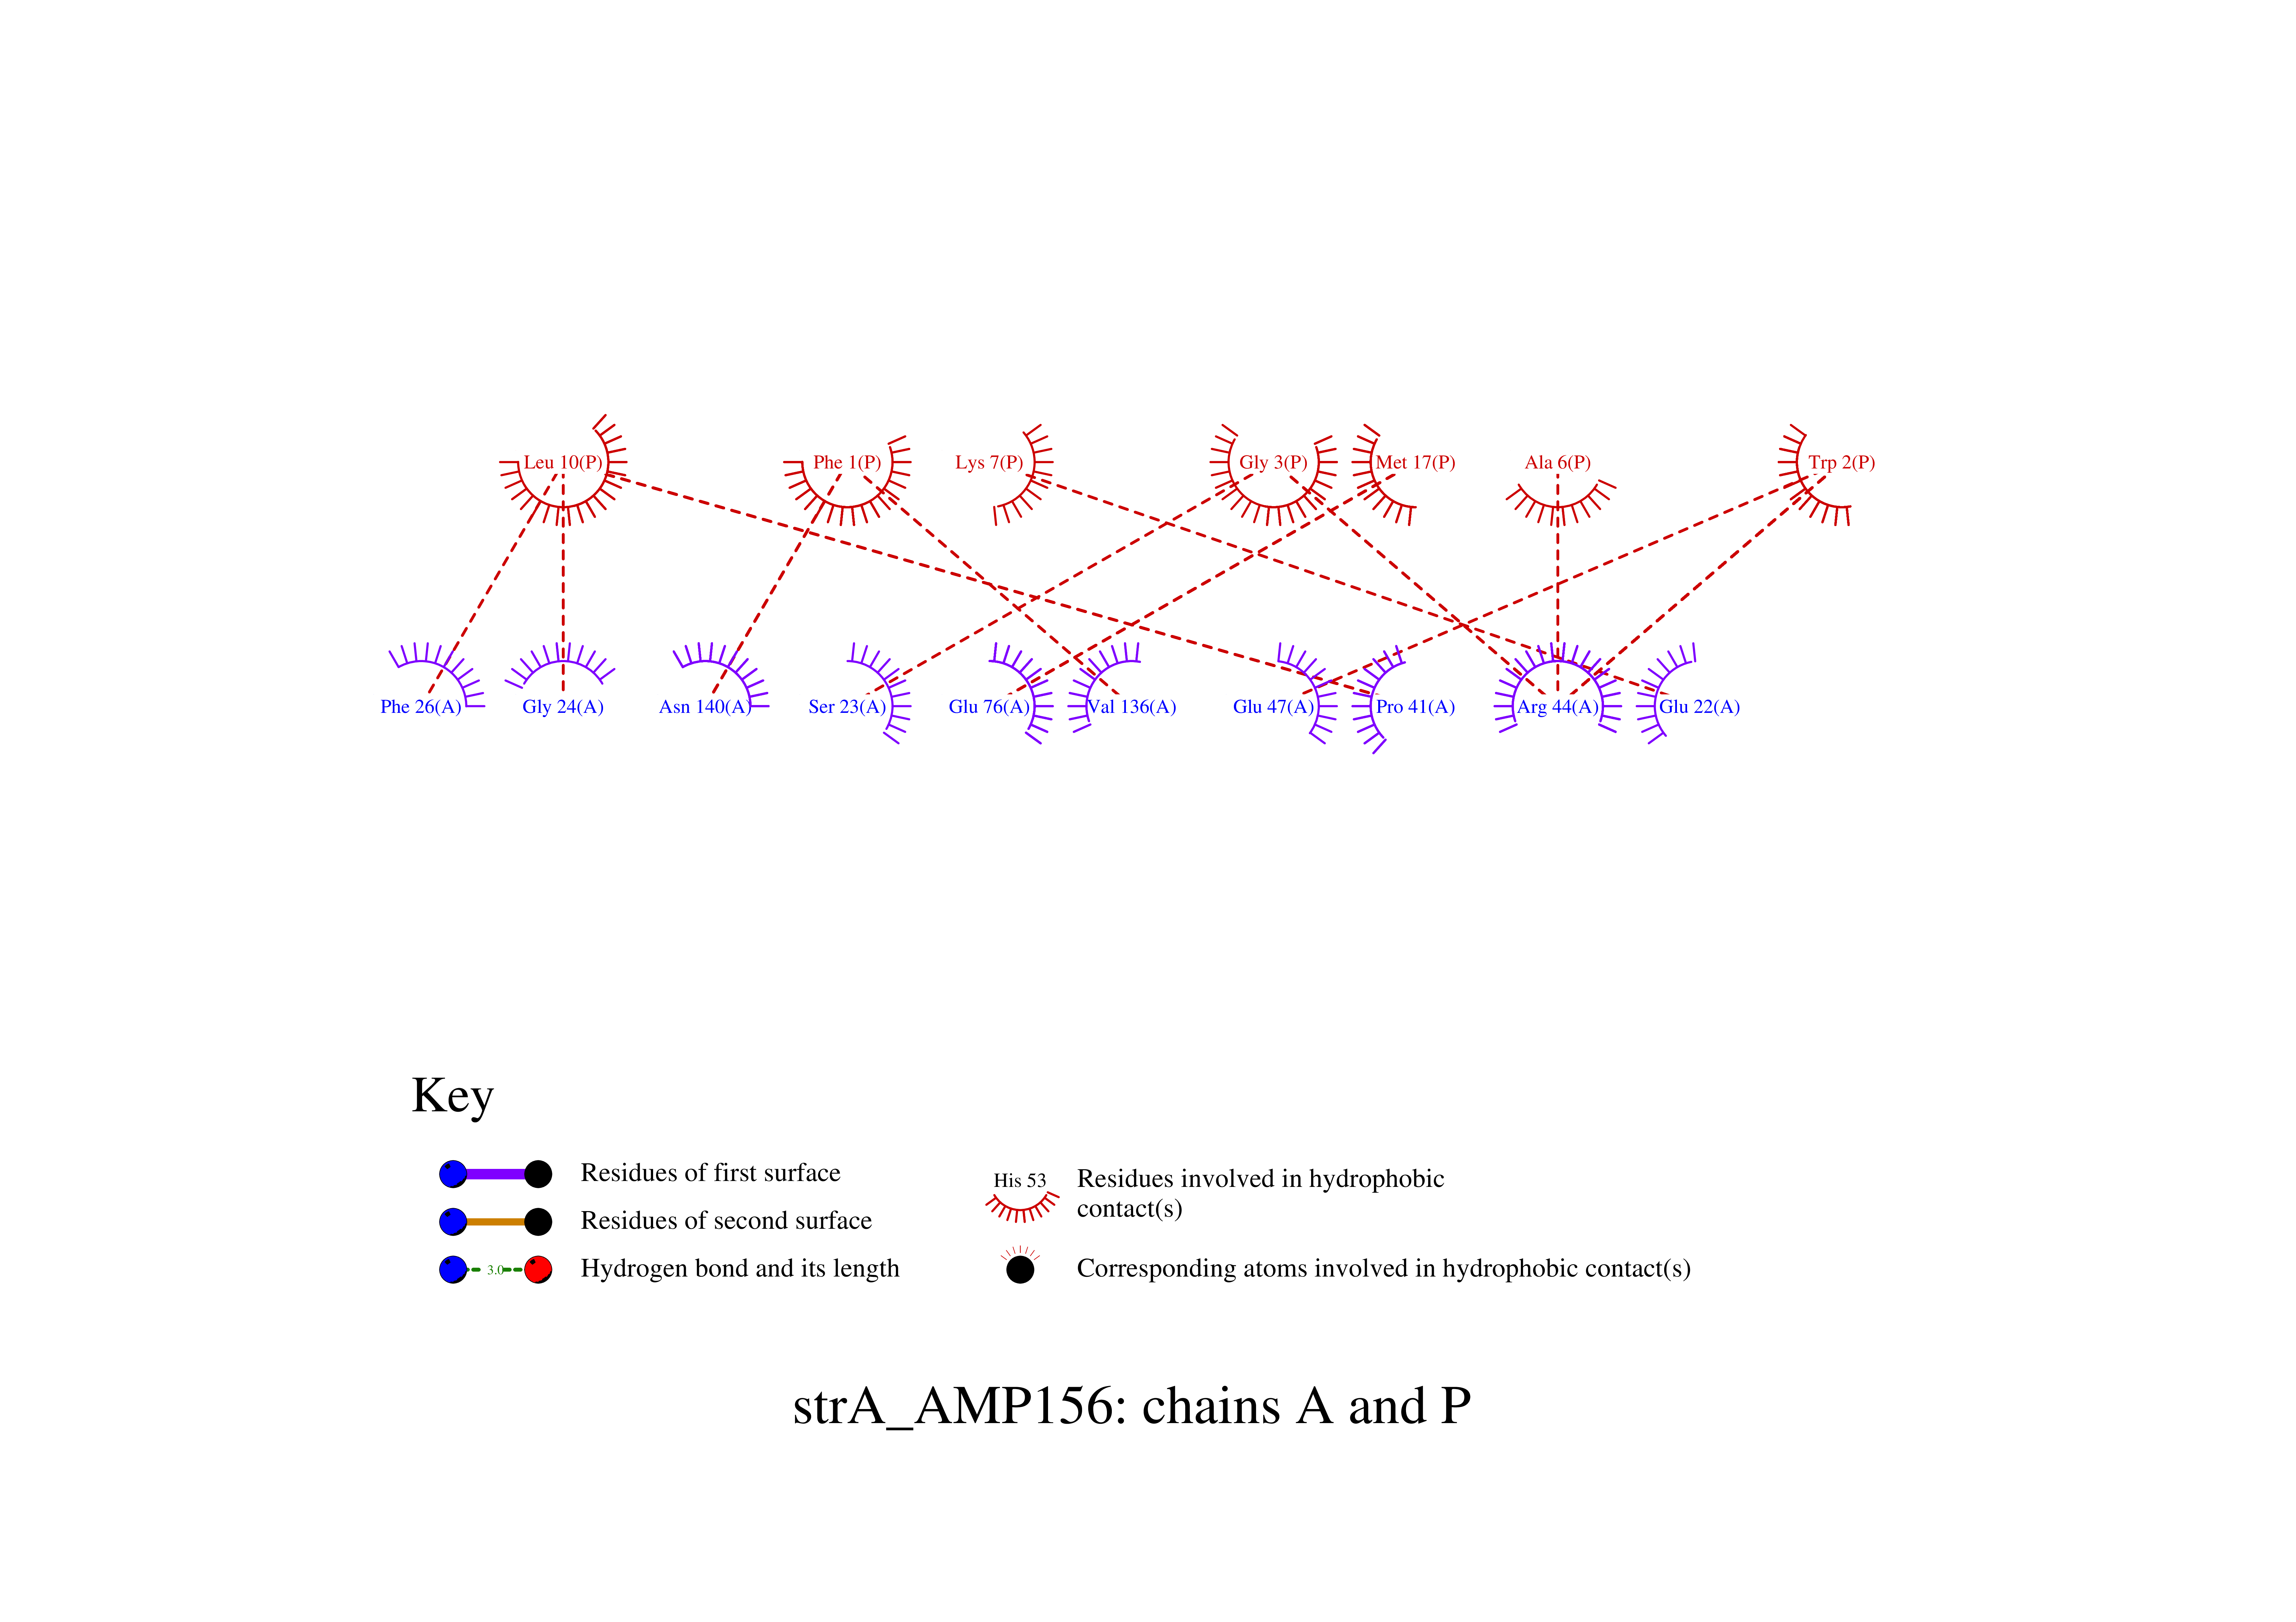 Leu 10(P) Phe 1(P) Lys 7(P) Gly 3(P) Met 17(P) Ala 6(P) Trp 2(P)
Phe 26(A) Gly 24(A) Asn 140(A) Ser 23(A) Glu 76(A) Val 136(A) Glu 47(A) Pro 41(A) Arg 44(A) Glu 22(A)
Key
Residues of first surface
Residues of second surface
3.0 Hydrogen bond and its length
His 53 Residues involved in hydrophobic
contact(s)
Corresponding atoms involved in hydrophobic contact(s)
strA_AMP156: chains A and P